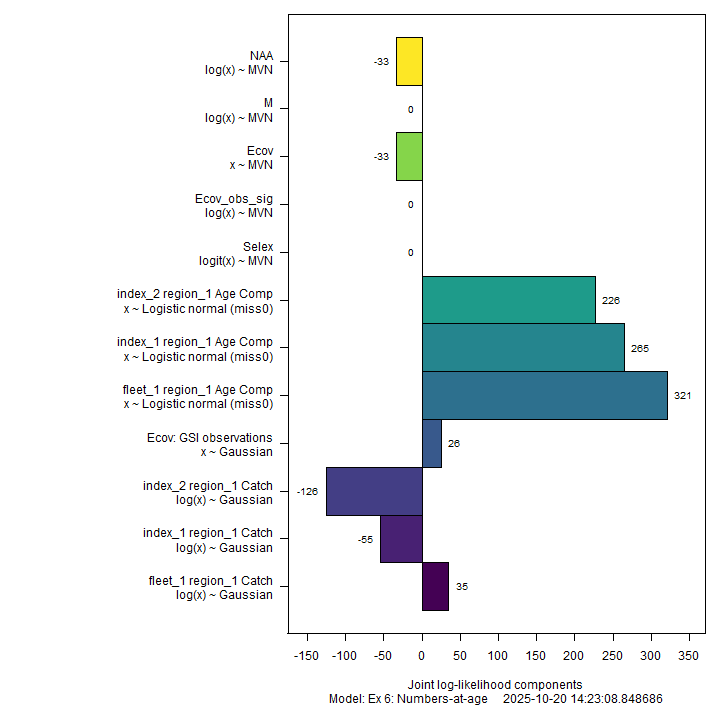 NAA
log(x) ~ MVN
-33
M
log(x) ~ MVN
0
Ecov
x ~ MVN
-33
Ecov_obs_sig
log(x) ~ MVN
0
Selex
logit(x) ~ MVN
0
index_2 region_1 Age Comp
x ~ Logistic normal (miss0)
226
index_1 region_1 Age Comp
x ~ Logistic normal (miss0)
265
fleet_1 region_1 Age Comp
x ~ Logistic normal (miss0)
321
Ecov: GSI observations
x ~ Gaussian
26
index_2 region_1 Catch
log(x) ~ Gaussian
-126
index_1 region_1 Catch
log(x) ~ Gaussian
-55
fleet_1 region_1 Catch
log(x) ~ Gaussian
35
-150 -100 -50 0 50 100 150 200 250 300 350
Joint log-likelihood components
Model: Ex 6: Numbers-at-age 2025-10-20 14:23:08.848686